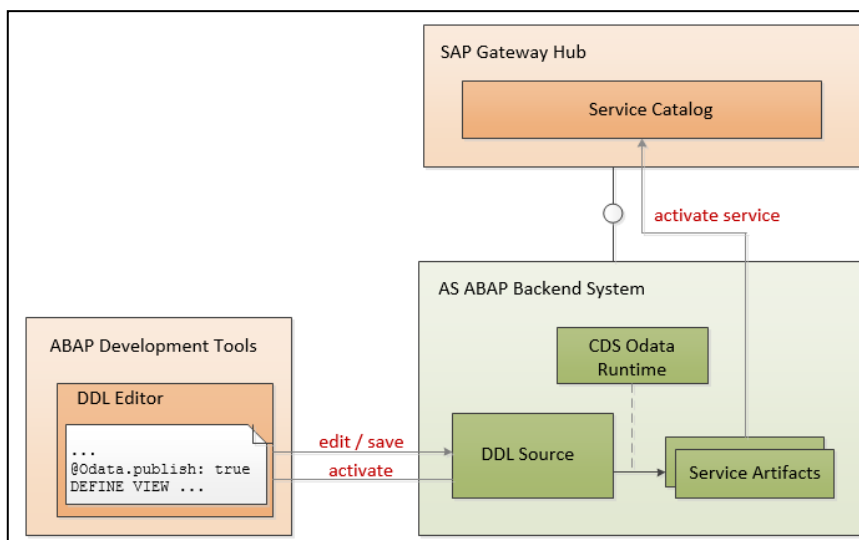 SAP Gateway Hub
Service Catalog
activate service
AS ABAP Backend System
CDS Odata
Runtime
ABAP Development Tools
DDL Editor
...
@Odata.publish: true
DEFINE VIEW ...
edit / save
activate
DDL Source
Service Artifacts